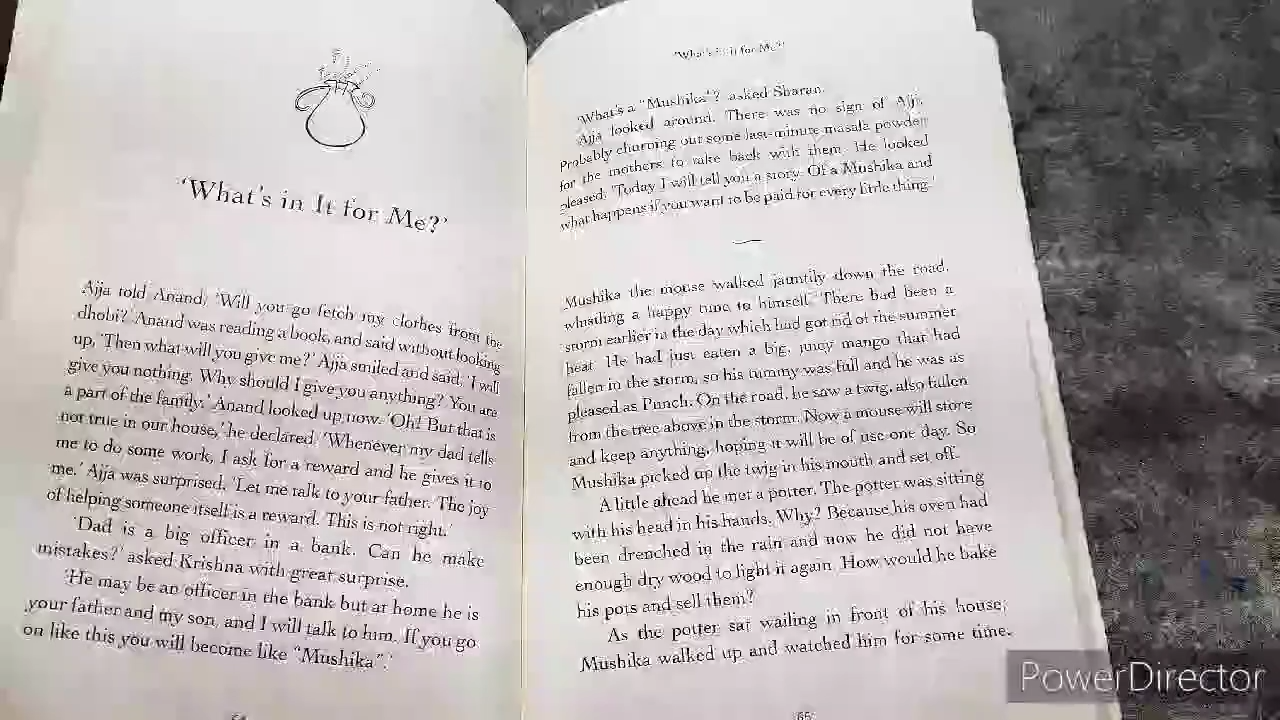 'What's in It for Me?'
Ajja told Anand, 'Will you go fetch my clothes from the
dhobi?' Anand was reading a book, and said without looking
up, 'Then what will you give me?' Ajja smiled and said, 'I will
give you nothing. Why should I give you anything? You are
a part of the family.' Anand looked up now. 'Oh! But that is
not true in our house,' he declared. 'Whenever my dad tells
me to do some work, I ask for a reward and he gives it to
me.' Ajja was surprised. 'Let me talk to your father. The joy
of helping someone itself is a reward. This is not right.'
'Dad is a big officer in a bank. Can he make
mistakes?' asked Krishna with great surprise.
'He may be an officer in the bank but at home he is
your father and my son, and I will talk to him. If you go
on like this you will become like "Mushika".'
64
'What's in It for Me?'
'What's a "Mushika"?' asked Sharan.
Ajja looked around. There was no sign of Ajji.
Probably churning out some last-minute masala powder
for the mothers to take back with them. He looked
pleased. 'Today I will tell you a story. Of a Mushika and
what happens if you want to be paid for every little thing.'
Mushika the mouse walked jauntily down the road,
whistling a happy tune to himself. There had been a
storm earlier in the day which had got rid of the summer
heat. He had just eaten a big, juicy mango that had
fallen in the storm, so his tummy was full and he was as
pleased as Punch. On the road, he saw a twig, also fallen
from the tree above in the storm. Now a mouse will store
and keep anything, hoping it will be of use one day. So
Mushika picked up the twig in his mouth and set off.
A little ahead he met a potter. The potter was sitting
with his head in his hands. Why? Because his oven had
been drenched in the rain and now he did not have
enough dry wood to light it again. How would he bake
his pots and sell them?
As the potter sat wailing in front of his house,
Mushika walked up and watched him for some time.
65
PowerDirector